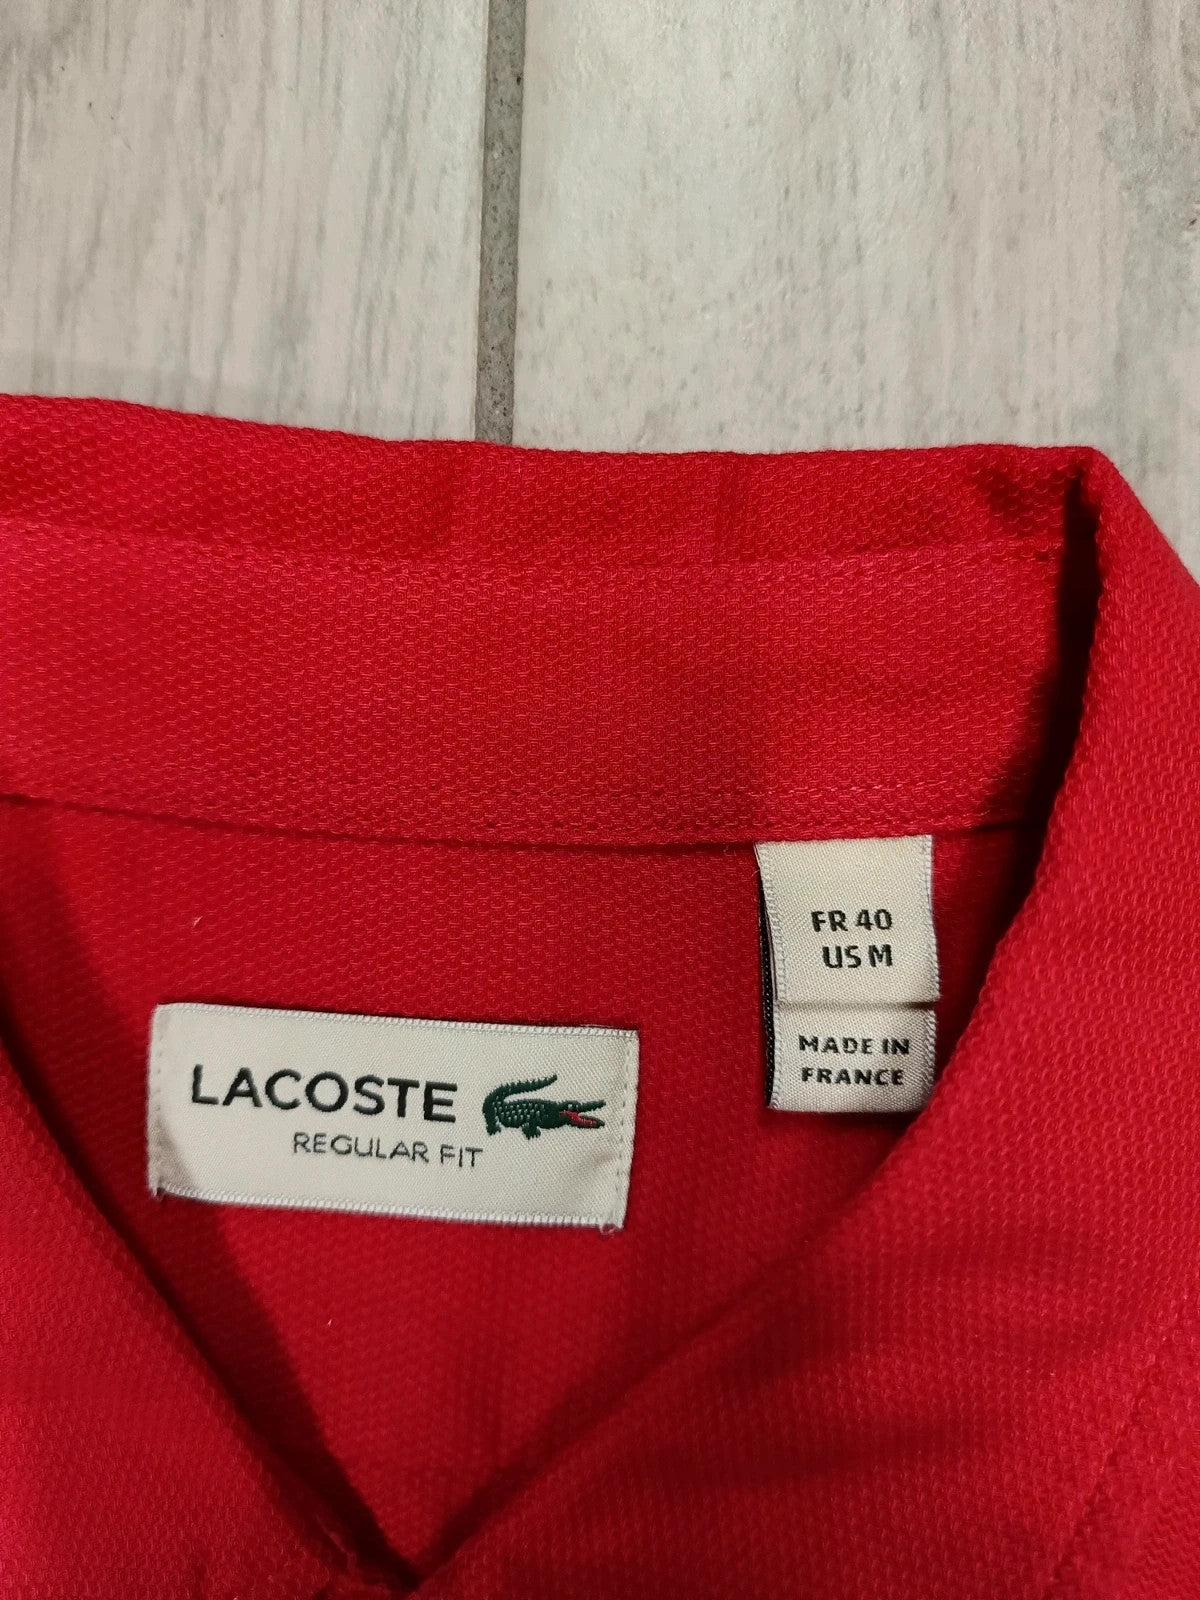 FR 40
US M
MADE IN
FRANCE
LACOSTE
REGULAR FIT